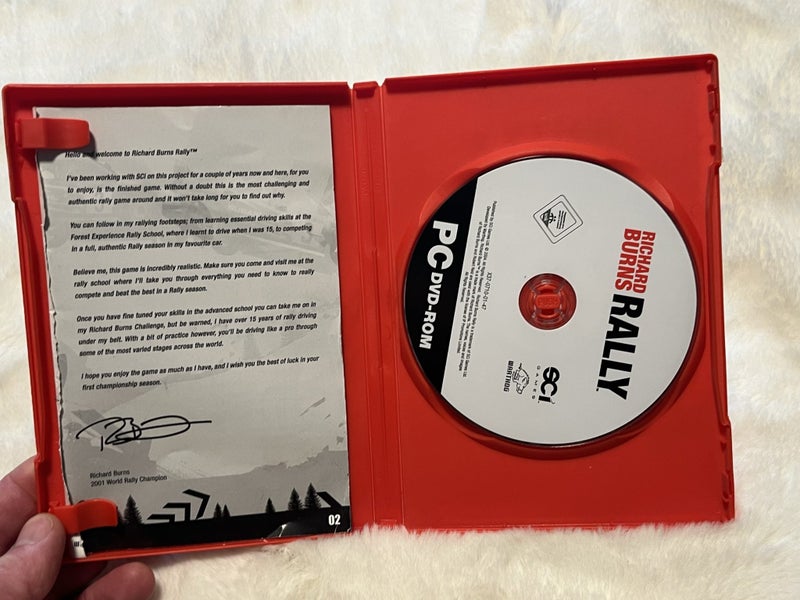 Hello and welcome to Richard Burns Rally™
I've been working with SCi on this project for a couple of years now and here, for you
to enjoy, is the finished game. Without a doubt this is the most challenging and
authentic rally game around and it won't take long for you to find out why.
You can follow in my rallying footsteps; from learning essential driving skills at the
Forest Experience Rally School, where I learnt to drive when I was 15, to competing
in a full, authentic Rally season in my favourite car.
Believe me, this game is incredibly realistic. Make sure you come and visit me at the
rally school where I'll take you through everything you need to know to really
compete and beat the best in a Rally season.
Once you have fine tuned your skills in the advanced school you can take me on in
my Richard Burns Challenge, but be warned, I have over 15 years of rally driving
under my belt. With a bit of practice however, you'll be driving like a pro through
some of the most varied stages across the world.
I hope you enjoy the game as much as I have, and I wish you the best of luck in your
first championship season.
Richard Burns
2001 World Rally Champion
02
RICHARD
BURNS
RALLY
PC DVD-ROM
SCi
GAMES
WARTHOG